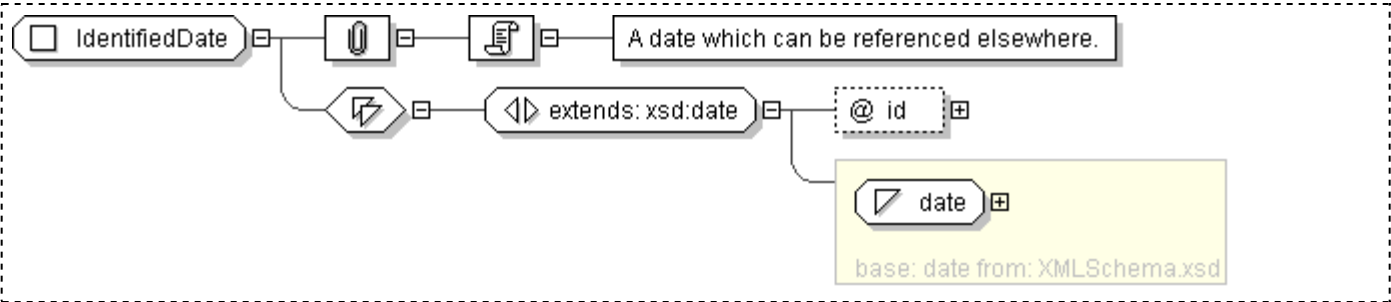 IdentifiedDate
A date which can be referenced elsewhere.
extends: xsd:date
@ id
date
base: date from: XMLSchema.xsd